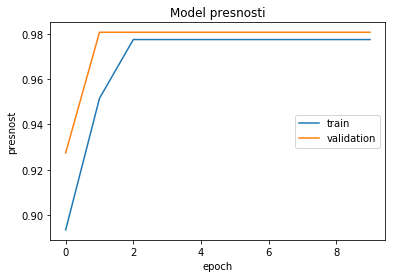 Model presnosti
0.98
0.96
0.94
0.92
0.90
presnost
train
validation
0 2 4 6 8
epoch